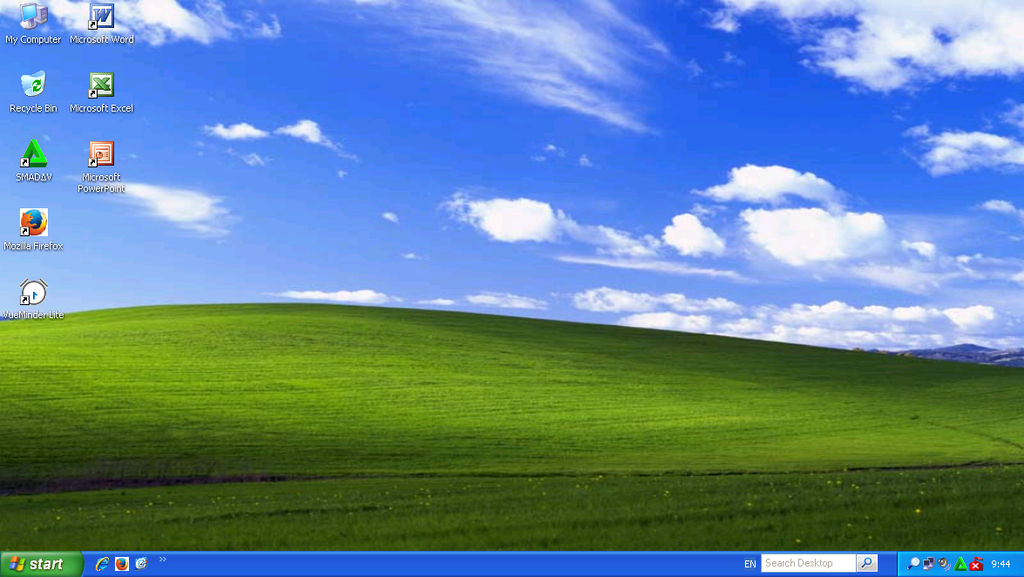 My Computer
Microsoft Word
Recycle Bin
Microsoft Excel
SMADΔV
Microsoft
PowerPoint
Mozilla Firefox
VueMinder Lite
start
EN
Search Desktop
9:44